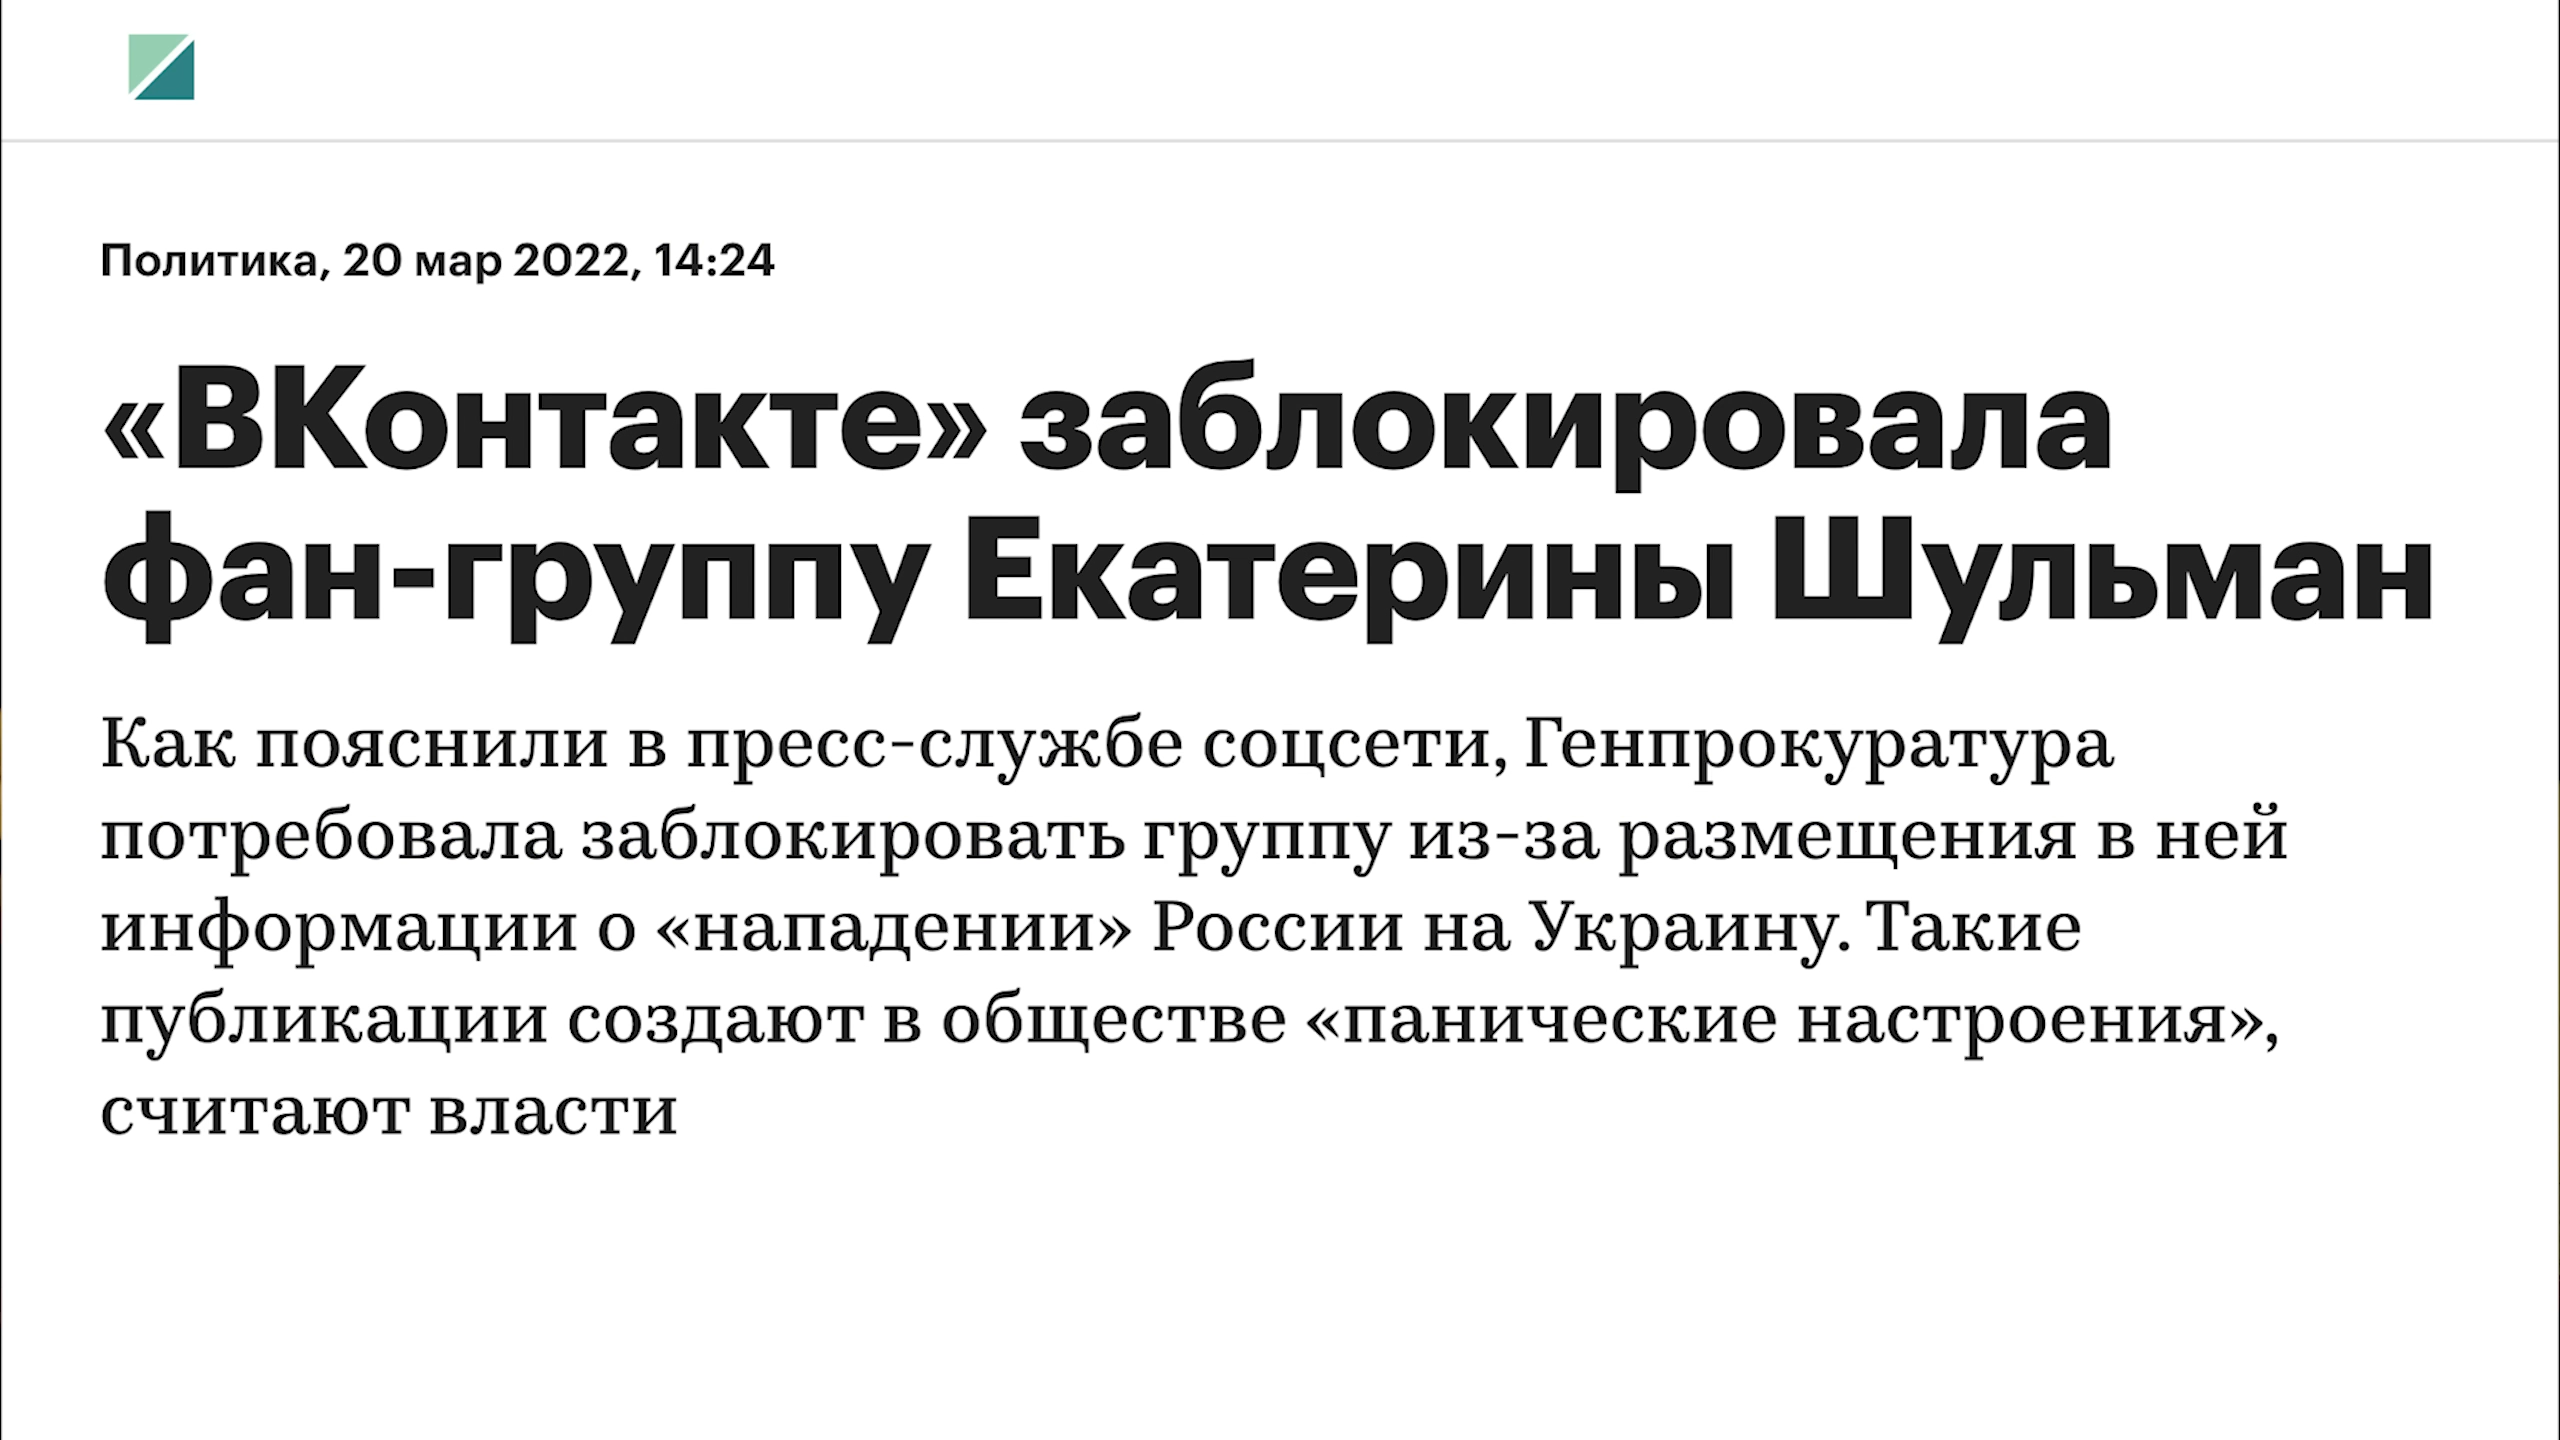 Политика, 20 мар 2022, 14:24
«ВКонтакте» заблокировала
фан-группу Екатерины Шульман
Как пояснили в пресс-службе соцсети, Генпрокуратура
потребовала заблокировать группу из-за размещения в ней
информации о «нападении» России на Украину. Такие
публикации создают в обществе «панические настроения»,
считают власти